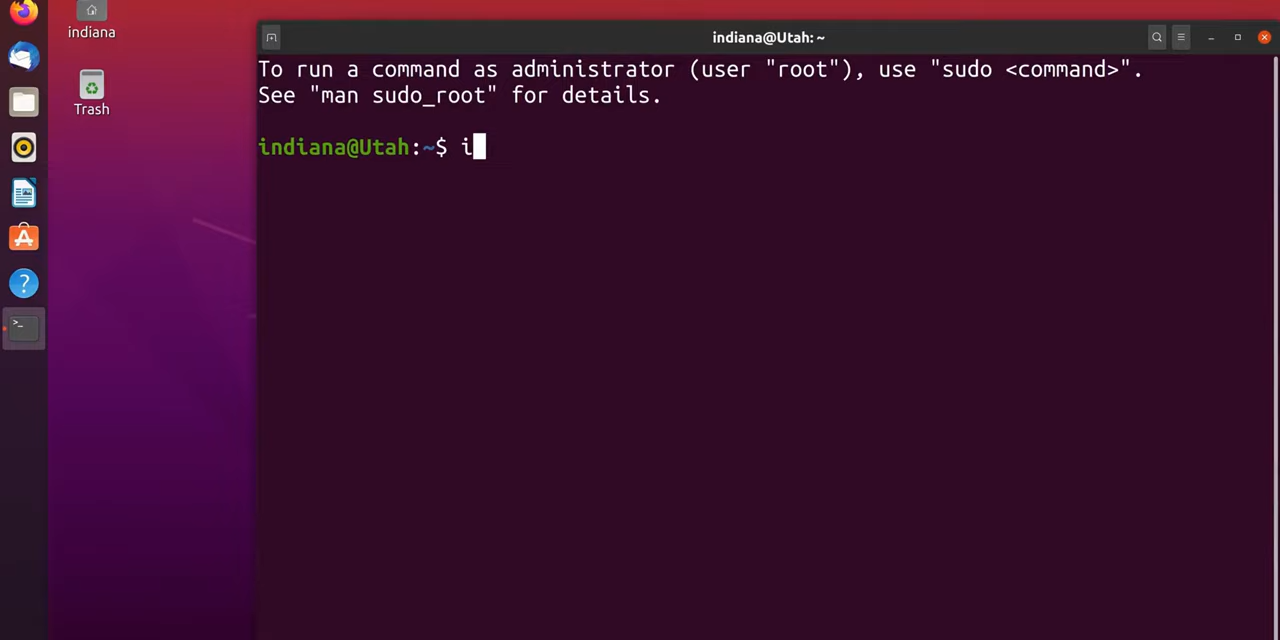 indiana
Trash
indiana@Utah: ~
To run a command as administrator (user "root"), use "sudo <command>".
See "man sudo_root" for details.
indiana@Utah:~$ i